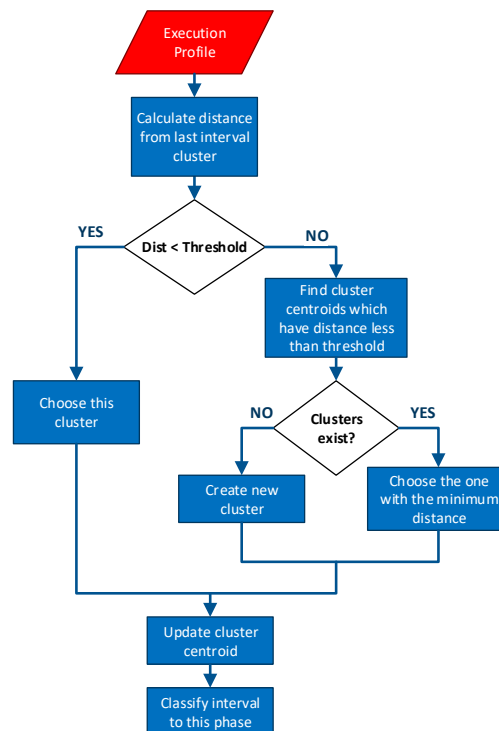 Execution
Profile
Calculate distance
from last interval
cluster
YES
Dist < Threshold
NO
Find cluster
centroids which
have distance less
than threshold
Choose this
cluster
NO
Clusters
exist?
YES
Create new
cluster
Choose the one
with the minimum
distance
Update cluster
centroid
Classify interval
to this phase